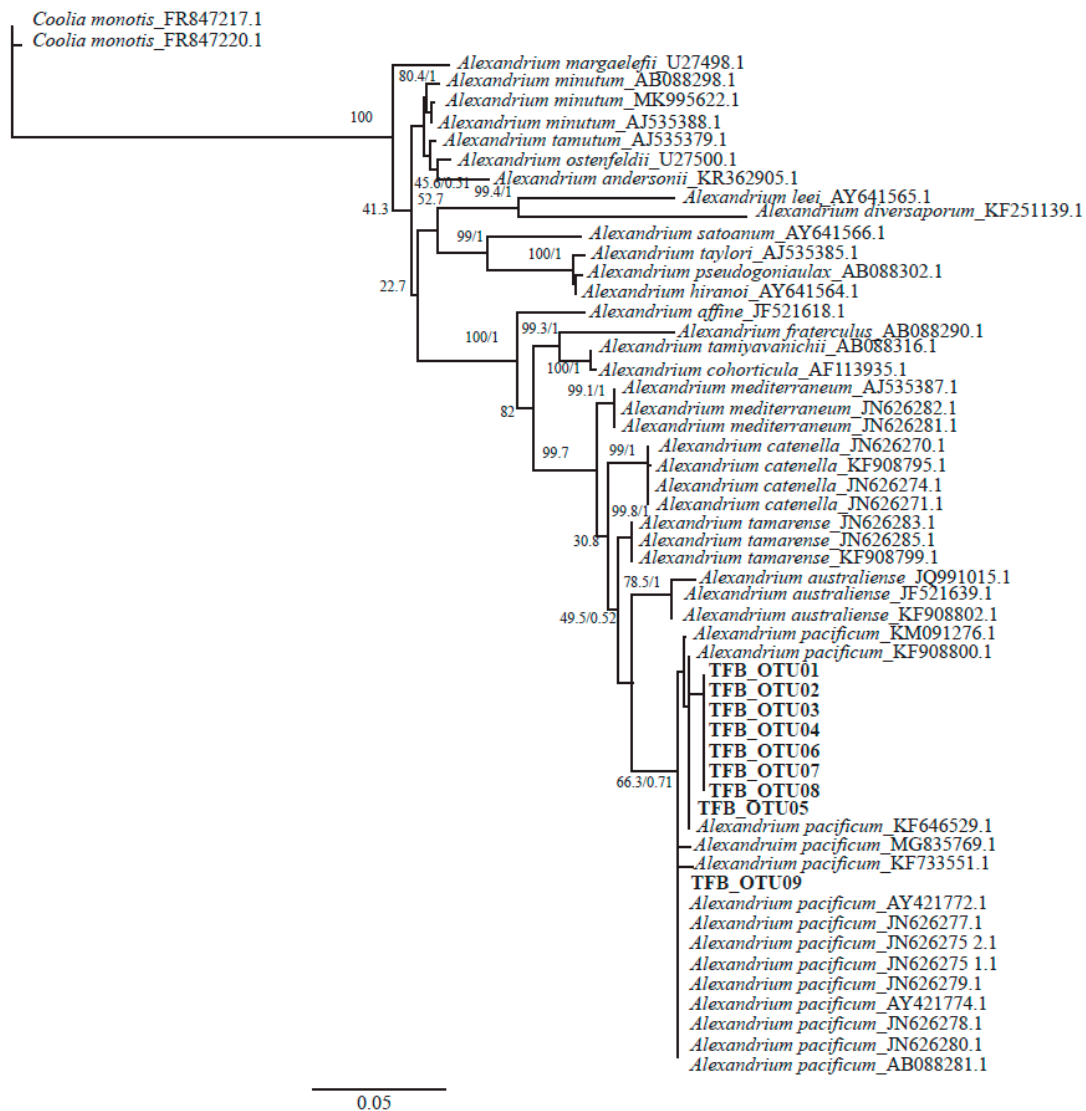 Coolia monotis_FR847217.1
Coolia monotis_FR847220.1
Alexandrium margaelefii_U27498.1
80.4/1
Alexandrium minutum_AB088298.1
Alexandrium minutum_MK995622.1
100
Alexandrium minutum_AJ535388.1
Alexandrium tamutum_AJ535379.1
Alexandrium ostenfeldii_U27500.1
45.6/0.51
Alexandrium andersonii_KR362905.1
99.4/1
52.7
Alexandrium leei_AY641565.1
41.3
Alexandrium diversaporum_KF251139.1
99/1
Alexandrium satoanum_AY641566.1
100/1
Alexandrium taylori_AJ535385.1
Alexandrium pseudogoniaulax_AB088302.1
22.7
Alexandrium hiranoi_AY641564.1
Alexandrium affine_JF521618.1
100/1
99.3/1
Alexandrium fraterculus_AB088290.1
Alexandrium tamiyavanichii_AB088316.1
100/1
Alexandrium cohorticula_AF113935.1
99.1/1
Alexandrium mediterraneum_AJ535387.1
82
Alexandrium mediterraneum_JN626282.1
Alexandrium mediterraneum_JN626281.1
99.7
99/1
Alexandrium catenella_JN626270.1
Alexandrium catenella_KF908795.1
Alexandrium catenella_JN626274.1
Alexandrium catenella_JN626271.1
99.8/1
Alexandrium tamarense_JN626283.1
30.8
Alexandrium tamarense_JN626285.1
Alexandrium tamarense_KF908799.1
78.5/1
Alexandrium australiense_JQ991015.1
Alexandrium australiense_JF521639.1
49.5/0.52
Alexandrium australiense_KF908802.1
Alexandrium pacificum_KM091276.1
Alexandrium pacificum_KF908800.1
TFB_OTU01
TFB_OTU02
TFB_OTU03
TFB_OTU04
TFB_OTU06
TFB_OTU07
66.3/0.71
TFB_OTU08
TFB_OTU05
Alexandrium pacificum_KF646529.1
Alexandruim pacificum_MG835769.1
Alexandrium pacificum_KF733551.1
TFB_OTU09
Alexandrium pacificum_AY421772.1
Alexandrium pacificum_JN626277.1
Alexandrium pacificum_JN626275 2.1
Alexandrium pacificum_JN626275 1.1
Alexandrium pacificum_JN626279.1
Alexandrium pacificum_AY421774.1
Alexandrium pacificum_JN626278.1
Alexandrium pacificum_JN626280.1
Alexandrium pacificum_AB088281.1
0.05